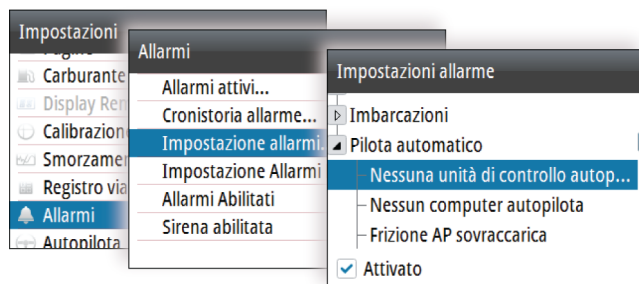 Impostazioni
Carburante
Display Ren
Calibrazion
Smorzamer
Registro via
Allarmi
Autopilota
Allarmi
Allarmi attivi...
Cronistoria allarme...
Impostazione allarmi.
Impostazione Allarmi
Allarmi Abilitati
Sirena abilitata
Impostazioni allarme
Imbarcazioni
Pilota automatico
Nessuna unità di controllo autop...
Nessun computer autopilota
Frizione AP sovraccarica
Attivato